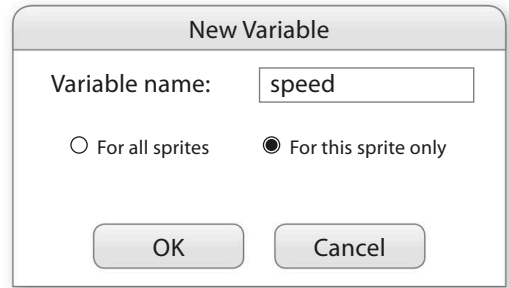 New Variable
Variable name: speed
For all sprites For this sprite only
OK Cancel